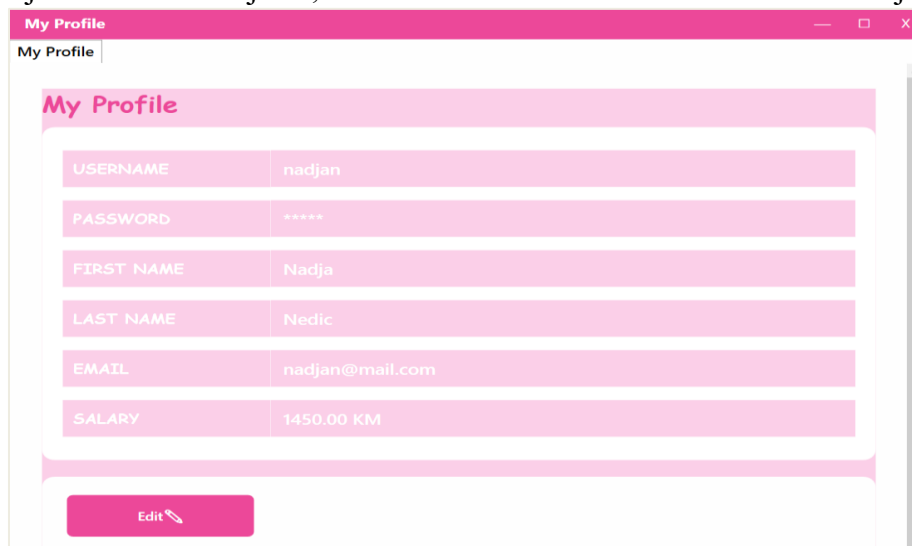 My Profile
My Profile
My Profile
USERNAME nadjan
PASSWORD *****
FIRST NAME Nadja
LAST NAME Nedic
EMAIL nadjan@mail.com
SALARY 1450.00 KM
Edit